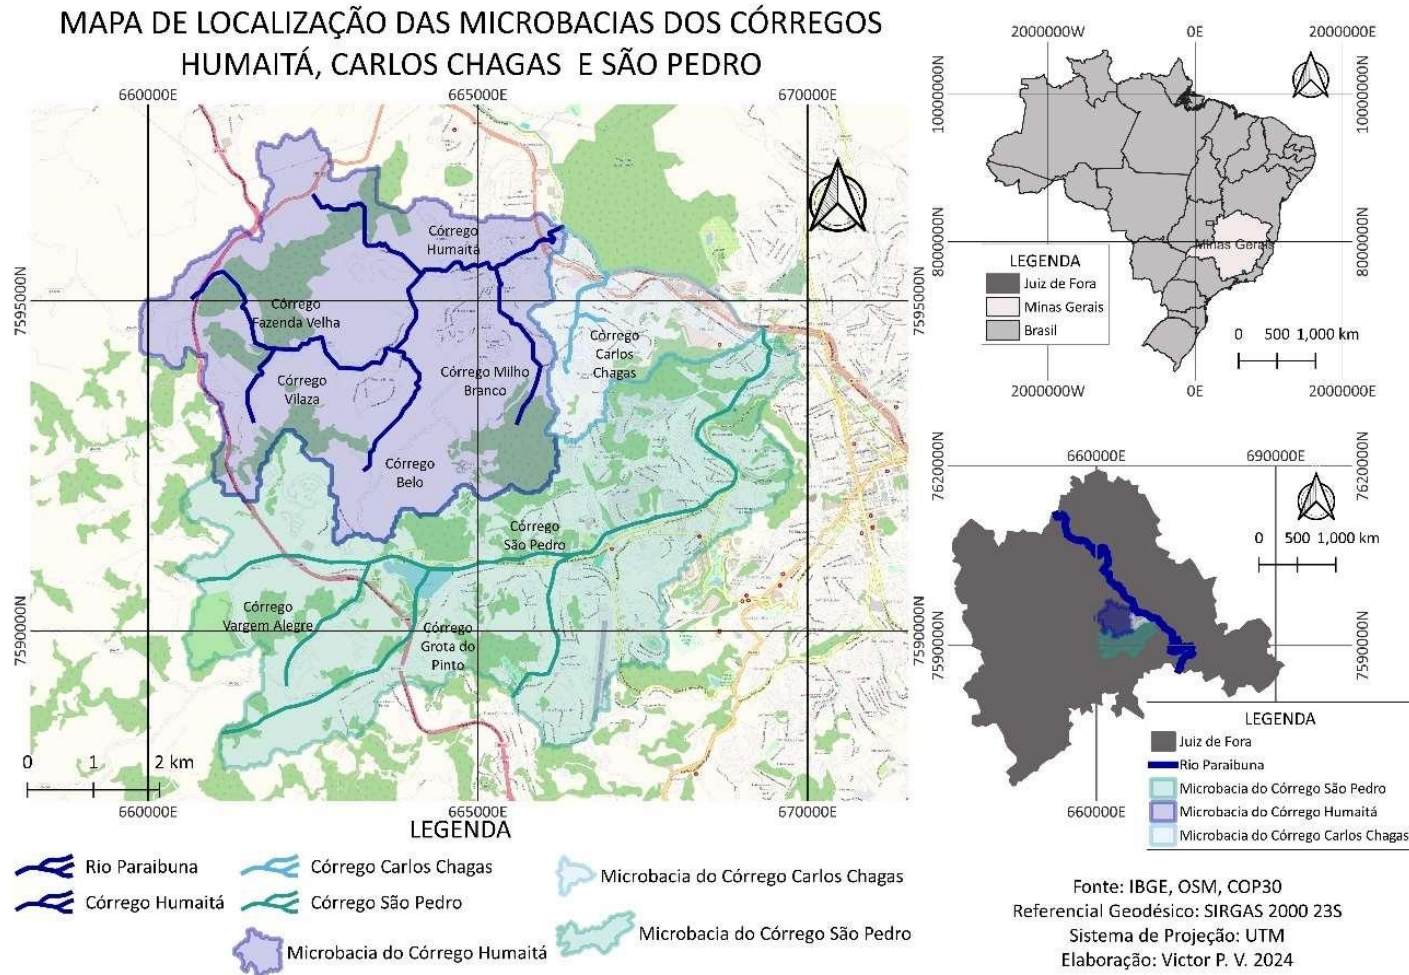 MAPA DE LOCALIZAÇÃO DAS MICROBACIAS DOS CÓRREGOS
HUMAITÁ, CARLOS CHAGAS E SÃO PEDRO
660000E
665000E
670000E
7595000N
7595000N
Córrego
Humaitá
Córrego
Fazenda Velha
Córrego
Carlos
Chagas
Córrego
Vilaza
Córrego Milho
Branco
Córrego
Belo
Córrego
São Pedro
Córrego
Vargem Alegre
Córrego
Grota do
Pinto
7590000N
7590000N
0 1 2 km
660000E
665000E
670000E
LEGENDA
Rio Paraibuna
Córrego Humaitá
Córrego Carlos Chagas
Córrego São Pedro
Microbacia do Córrego Carlos Chagas
Microbacia do Córrego São Pedro
Microbacia do Córrego Humaitá
2000000W
0E
2000000E
10000000N
10000000N
8000000N
8000000N
Minas Gerais
LEGENDA
Juiz de Fora
Minas Gerais
Brasil
0 500 1,000 km
2000000W
0E
2000000E
660000E
690000E
7620000N
7620000N
0 500 1,000 km
7590000N
7590000N
660000E
LEGENDA
Juiz de Fora
Rio Paraibuna
Microbacia do Córrego São Pedro
Microbacia do Córrego Humaitá
Microbacia do Córrego Carlos Chagas
Fonte: IBGE, OSM, COP30
Referencial Geodésico: SIRGAS 2000 23S
Sistema de Projeção: UTM
Elaboração: Victor P. V. 2024